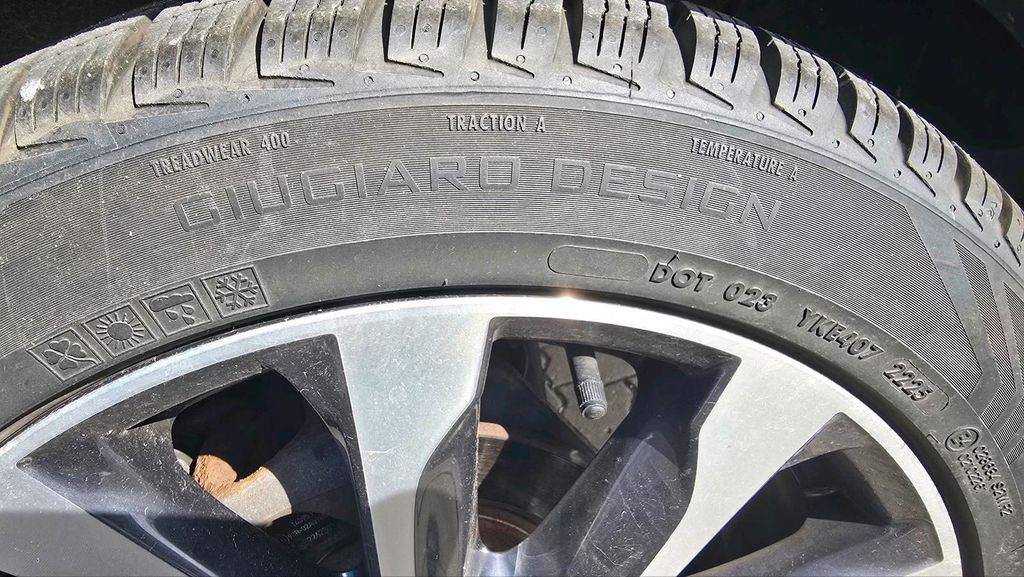 TREADWEAR 400
TRACTION A
TEMPERATURE A
GIUGIARO DESIGN
DOT 023 YKE407 2225